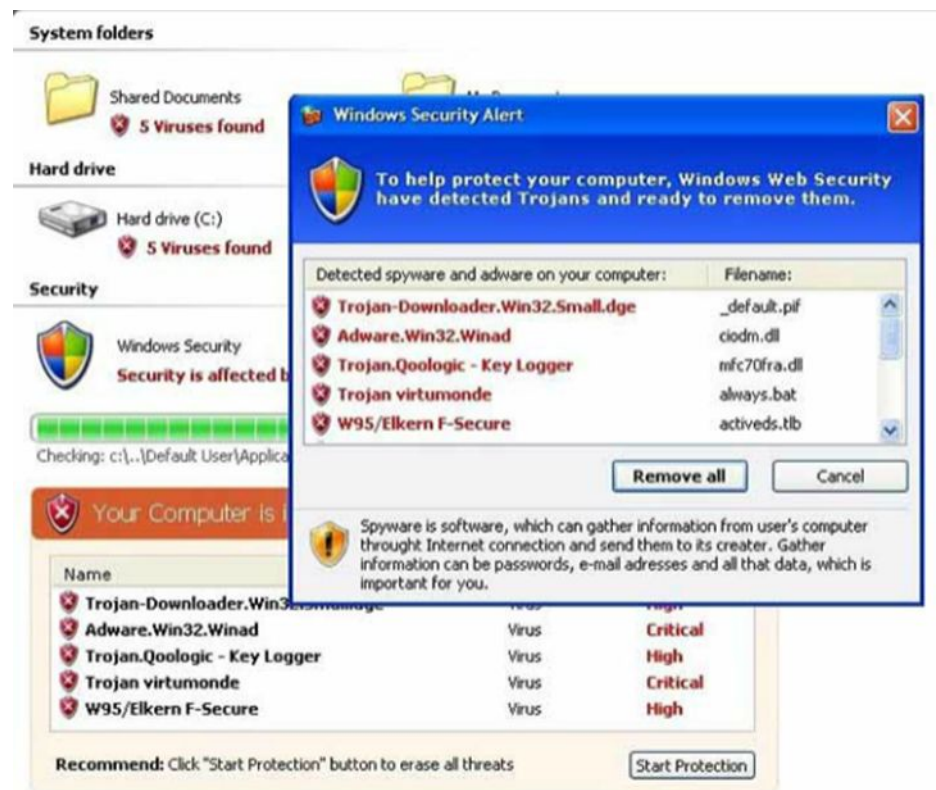 System folders
Shared Documents
5 Viruses found
Hard drive
Hard drive (C:)
5 Viruses found
Security
Windows Security
Security is affected b
Checking: c:\..\Default User\Applica
Windows Security Alert
To help protect your computer, Windows Web Security
have detected Trojans and ready to remove them.
Detected spyware and adware on your computer: Filename:
Trojan-Downloader.Win32.Small.dge _default.pif
Adware.Win32.Winad ciodm.dll
Trojan.Qoologic - Key Logger mfc70fra.dll
Trojan virtumonde always.bat
W95/Elkern F-Secure activeds.tlb
Remove all Cancel
Spyware is software, which can gather information from user's computer
throught Internet connection and send them to its creater. Gather
information can be passwords, e-mail adresses and all that data, which is
important for you.
Your Computer is i
Name
Trojan-Downloader.Win32.Small.dge Virus High
Adware.Win32.Winad Virus Critical
Trojan.Qoologic - Key Logger Virus High
Trojan virtumonde Virus Critical
W95/Elkern F-Secure Virus High
Recommend: Click "Start Protection" button to erase all threats
Start Protection